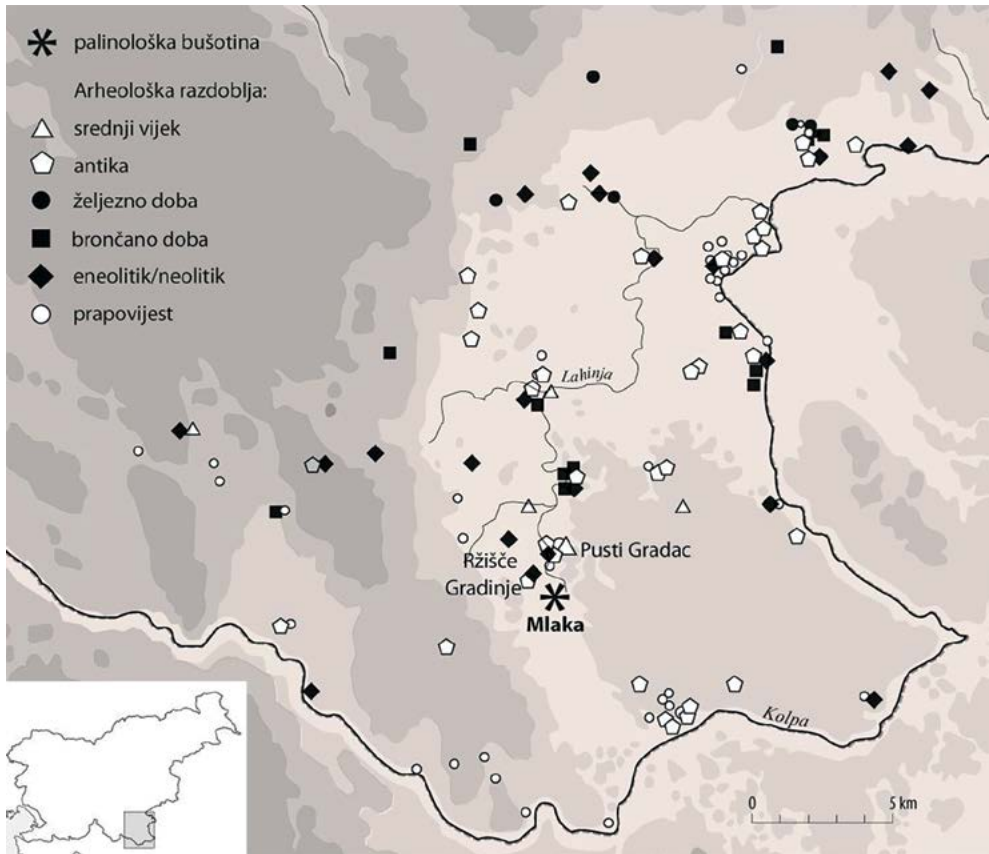 palinološka bušotina
Arheološka razdoblja:
srednji vijek
antika
željezno doba
brončano doba
eneolitik/neolitik
prapovijest
Lahinja
Pusti Gradac
Ržišče
Gradinje
Mlaka
Kolpa
0 5 km